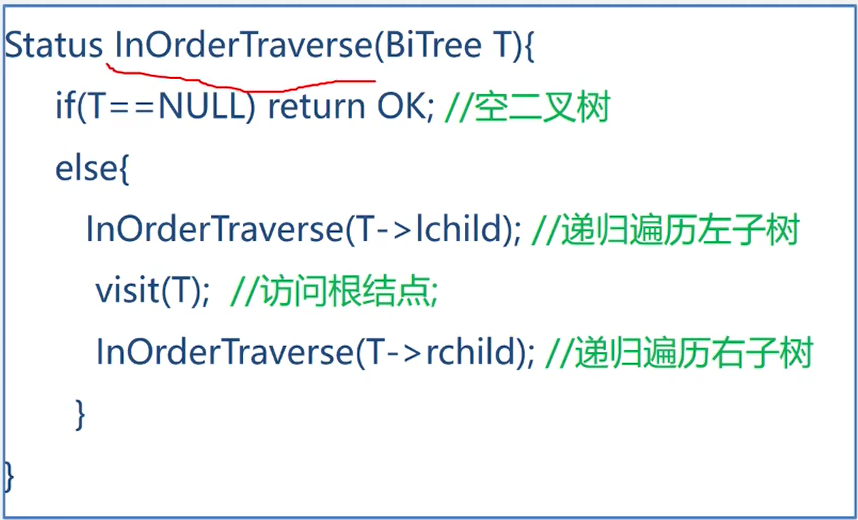 Status InOrderTraverse(BiTree T){
if(T==NULL) return OK; //空二叉树
else{
InOrderTraverse(T->lchild); //递归遍历左子树
visit(T); //访问根结点;
InOrderTraverse(T->rchild); //递归遍历右子树
}
}